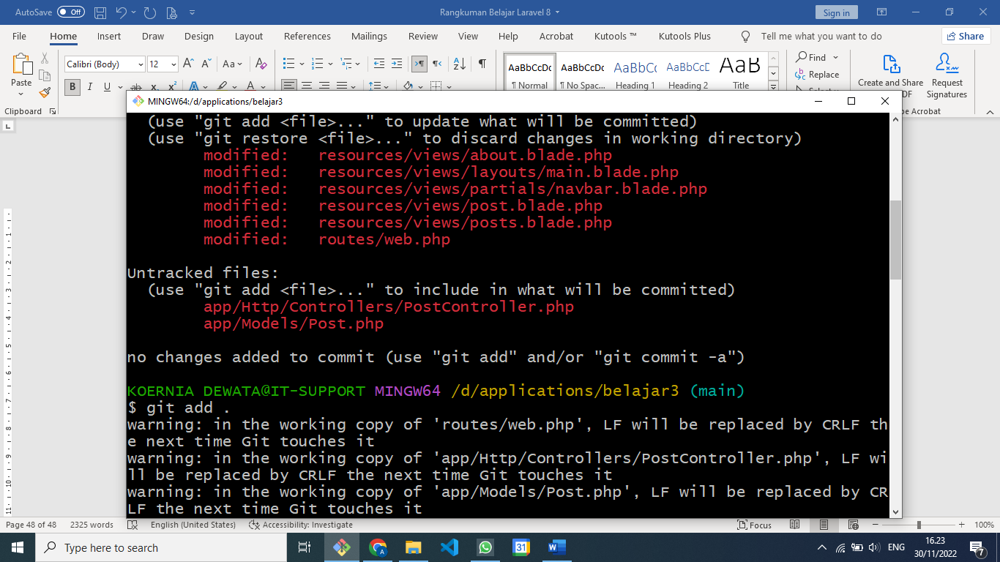 AutoSave Off Rangkuman Belajar Laravel 8 Sign in
File Home Insert Draw Design Layout References Mailings Review View Help Acrobat Kutools ™ Kutools Plus Tell me what you want to do Share
Paste Calibri (Body) 12 Aa AaBbCcDc AaBbCcDc AaBbCc AaBbCcD AaB Find
¶ Normal ¶ No Spac... Heading 1 Heading 2 Title Replace Create and Share Request
B I U ab x x A A Signatures
Clipboard
MINGW64:/d/applications/belajar3
(use "git add <file>..." to update what will be committed)
(use "git restore <file>..." to discard changes in working directory)
modified: resources/views/about.blade.php
modified: resources/views/layouts/main.blade.php
modified: resources/views/partials/navbar.blade.php
modified: resources/views/post.blade.php
modified: resources/views/posts.blade.php
modified: routes/web.php
Untracked files:
(use "git add <file>..." to include in what will be committed)
app/Http/Controllers/PostController.php
app/Models/Post.php
no changes added to commit (use "git add" and/or "git commit -a")
KOERNIA DEWATA@IT-SUPPORT MINGW64 /d/applications/belajar3 (main)
$ git add .
warning: in the working copy of 'routes/web.php', LF will be replaced by CRLF th
e next time Git touches it
warning: in the working copy of 'app/Http/Controllers/PostController.php', LF wi
ll be replaced by CRLF the next time Git touches it
warning: in the working copy of 'app/Models/Post.php', LF will be replaced by CR
LF the next time Git touches it
Page 48 of 48 2325 words English (United States) Accessibility: Investigate Focus 100%
Type here to search ENG 16.23
30/11/2022 7